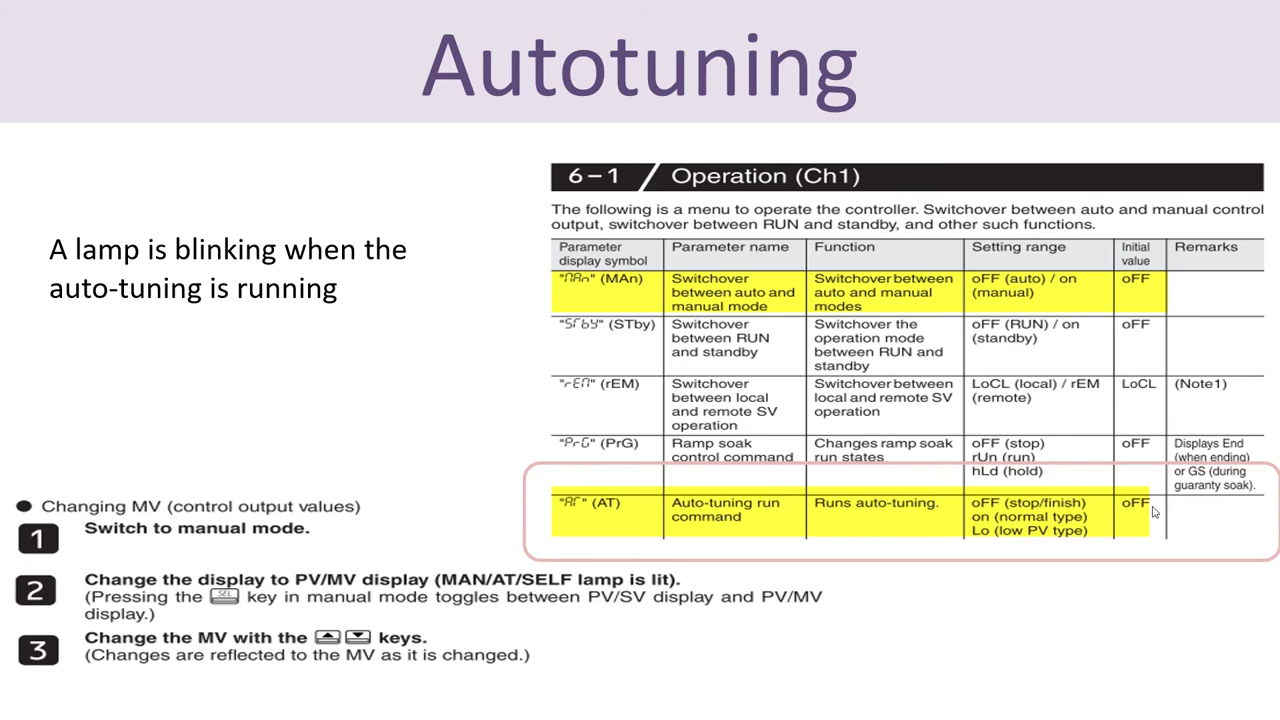 Autotuning
A lamp is blinking when the
auto-tuning is running
6-1 Operation (Ch1)
The following is a menu to operate the controller. Switchover between auto and manual control
output, switchover between RUN and standby, and other such functions.
Parameter display symbol | Parameter name | Function | Setting range | Initial value | Remarks
"MAn" (MAn) | Switchover between auto and manual mode | Switchover between auto and manual modes | oFF (auto) / on (manual) | oFF
"STbY" (STby) | Switchover between RUN and standby | Switchover the operation mode between RUN and standby | oFF (RUN) / on (standby) | oFF
"rEM" (rEM) | Switchover between local and remote SV operation | Switchover between local and remote SV operation | LoCL (local) / rEM (remote) | LoCL | (Note1)
"PrG" (PrG) | Ramp soak control command | Changes ramp soak run states | oFF (stop) rUn (run) hLd (hold) | oFF | Displays End (when ending) or GS (during guaranty soak).
"AT" (AT) | Auto-tuning run command | Runs auto-tuning. | oFF (stop/finish) on (normal type) Lo (low PV type) | oFF
● Changing MV (control output values)
1 Switch to manual mode.
2 Change the display to PV/MV display (MAN/AT/SELF lamp is lit).
(Pressing the SEL key in manual mode toggles between PV/SV display and PV/MV
display.)
3 Change the MV with the keys.
(Changes are reflected to the MV as it is changed.)